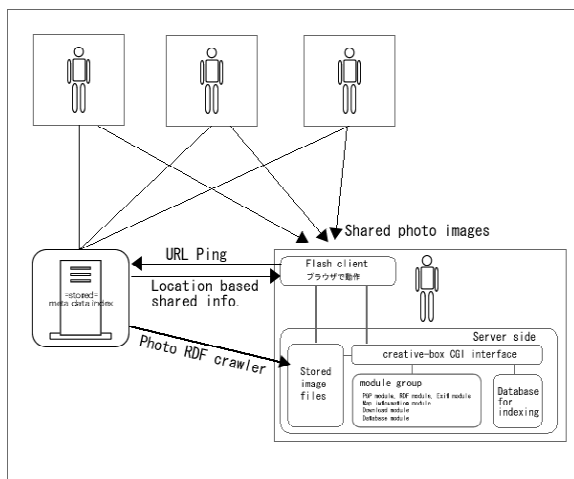 Shared photo images
URL Ping
Flash client
ブラウザで動作
=stored=
meta data index
Location based
shared info.
Photo RDF crawler
Server side
creative-box CGI interface
Stored
image
files
module group
PGP module, RDF module, Exif module
Map information module
Download module
Database module
Database
for
indexing